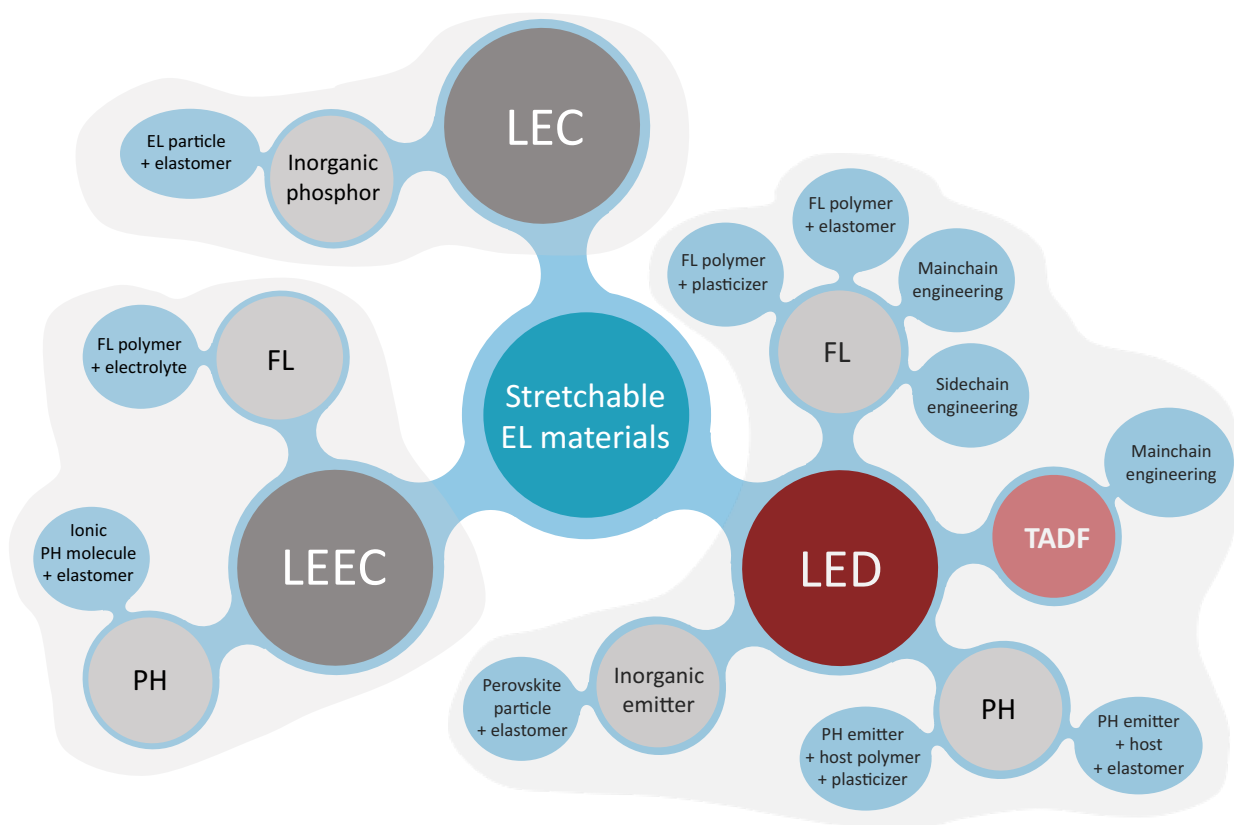 LEC
Inorganic
phosphor
EL particle
+ elastomer
Stretchable
EL materials
LEEC
FL
FL polymer
+ electrolyte
PH
Ionic
PH molecule
+ elastomer
LED
FL
FL polymer
+ plasticizer
FL polymer
+ elastomer
Mainchain
engineering
Sidechain
engineering
TADF
Mainchain
engineering
PH
PH emitter
+ host polymer
+ plasticizer
PH emitter
+ host
+ elastomer
Inorganic
emitter
Perovskite
particle
+ elastomer